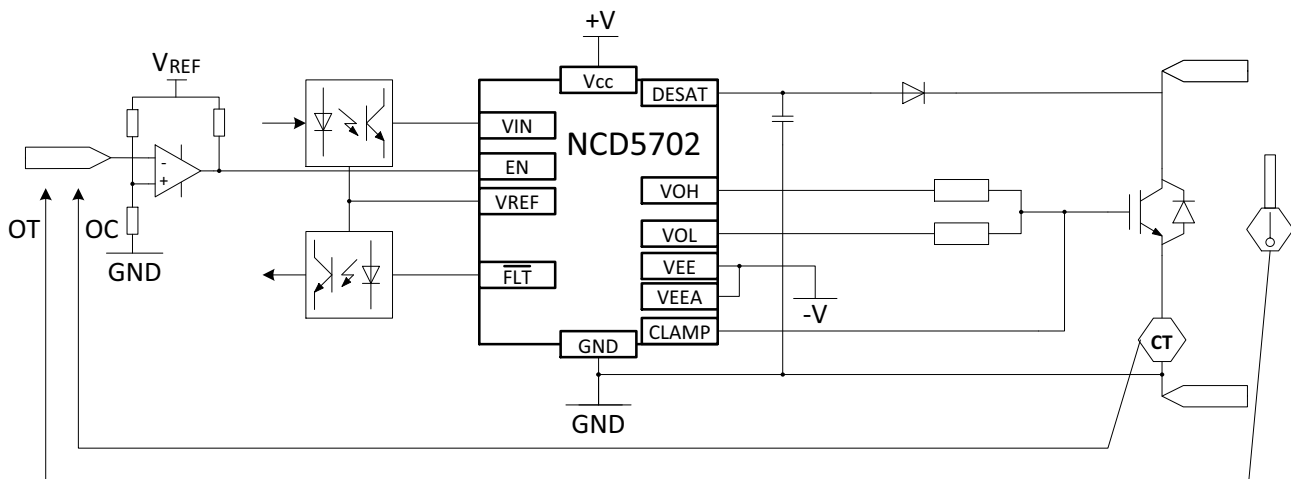 +V
VREF
Vcc
DESAT
VIN
NCD5702
- 
EN
+
VOH
VREF
OT
OC
VOL
GND
VEE
FLT
VEEA
-V
CLAMP
GND
CT
GND